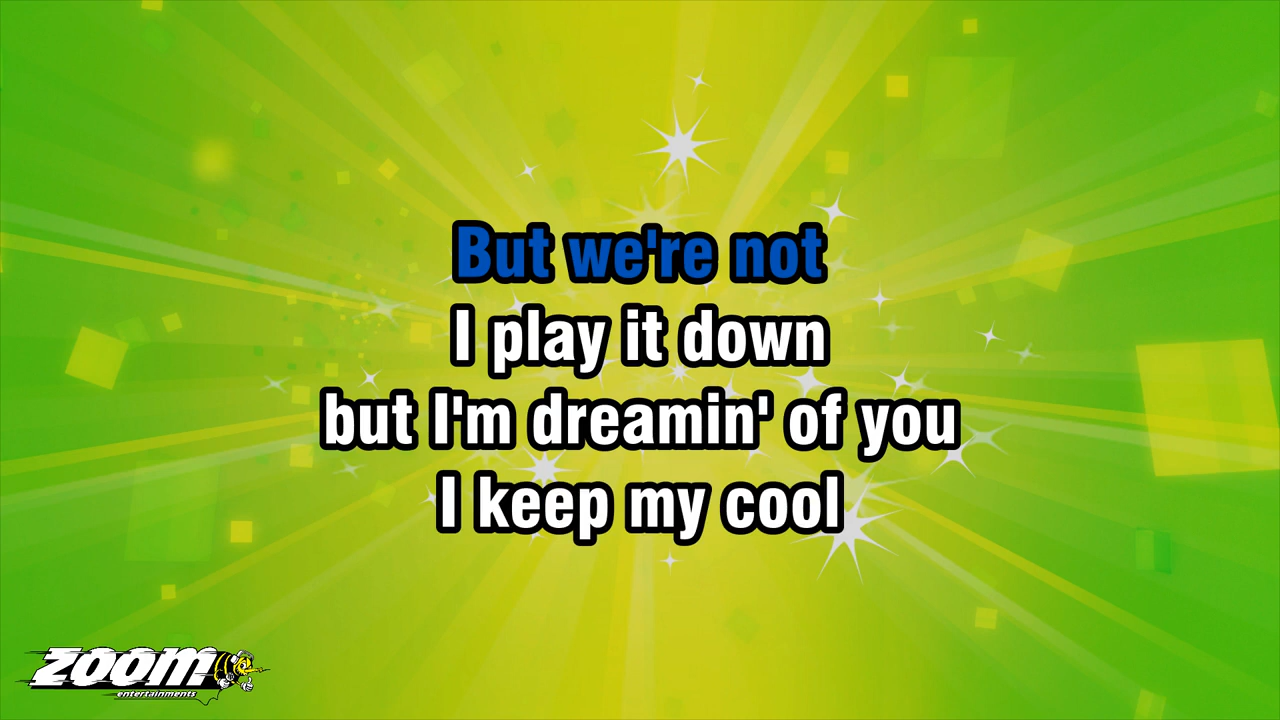 But we're not
I play it down
but I'm dreamin' of you
I keep my cool
zoom
entertainments